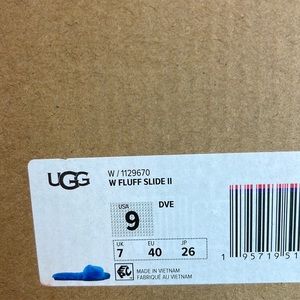 UGG
W / 1129670
W FLUFF SLIDE II
USA
9
DVE
UK EU JP
7 40 26
MADE IN VIETNAM
FABRIQUÉ AU VIETNAM
1 95719 51